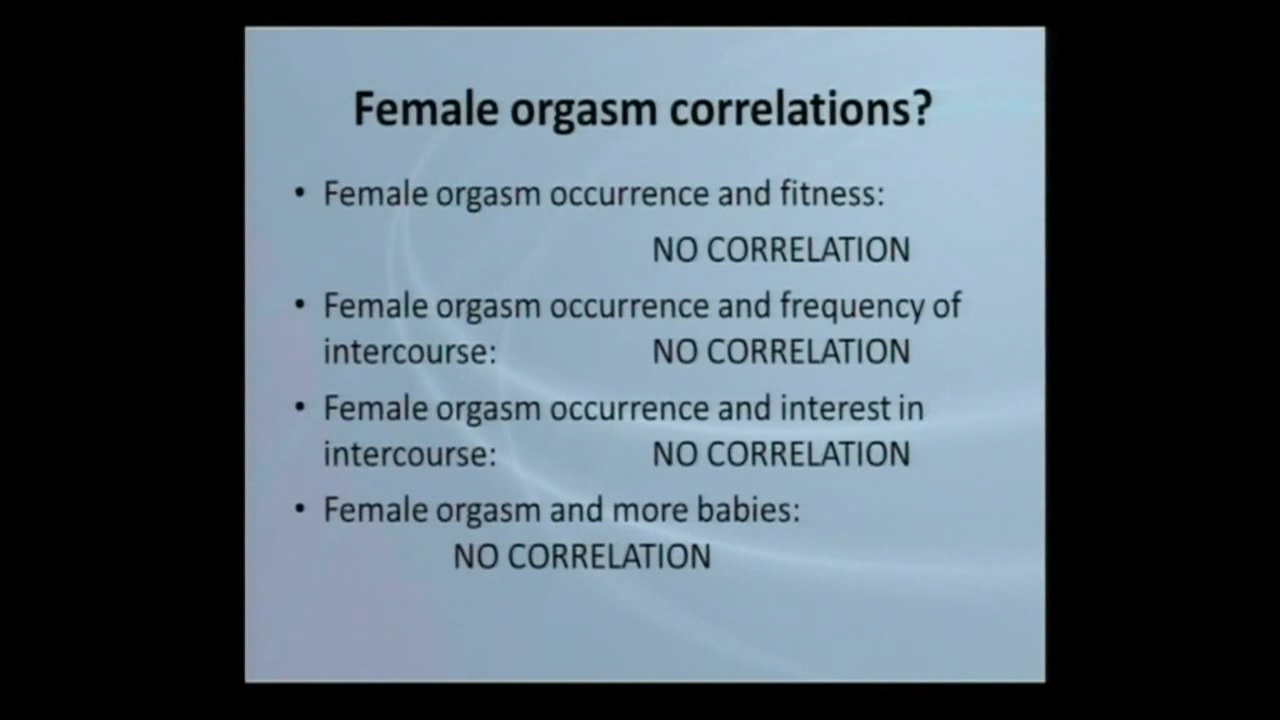 Female orgasm correlations?
• Female orgasm occurrence and fitness:
NO CORRELATION
• Female orgasm occurrence and frequency of
intercourse: NO CORRELATION
• Female orgasm occurrence and interest in
intercourse: NO CORRELATION
• Female orgasm and more babies:
NO CORRELATION